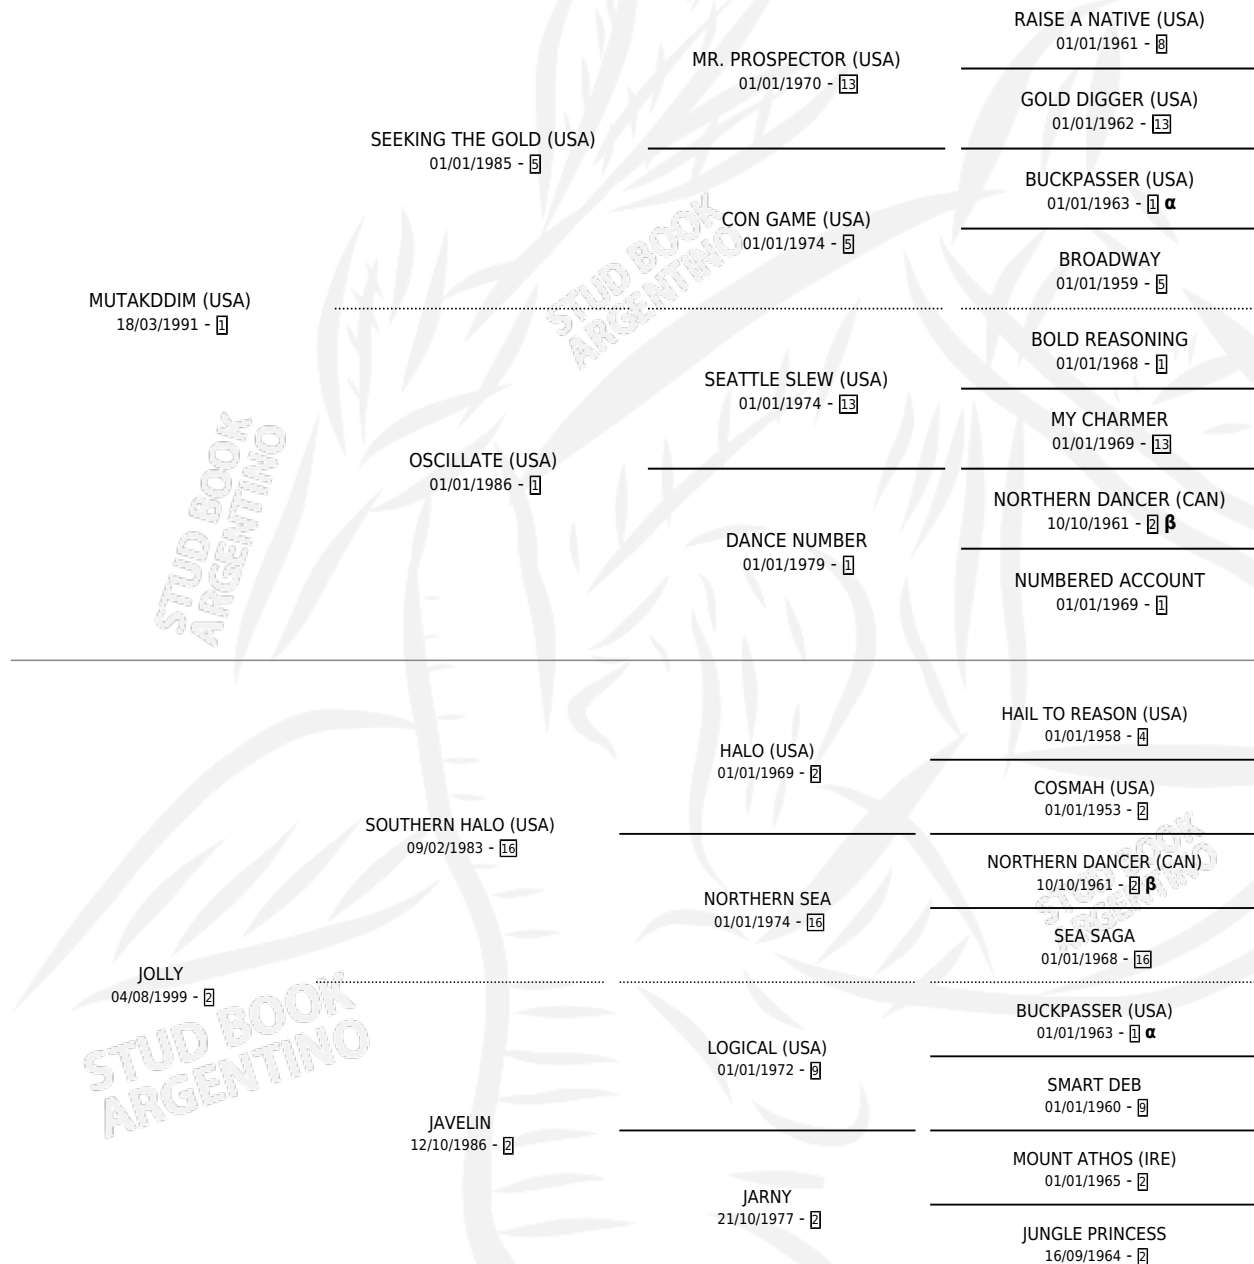 RAISE A NATIVE (USA)
01/01/1961 - 8
MR. PROSPECTOR (USA)
01/01/1970 - 13
GOLD DIGGER (USA)
01/01/1962 - 13
SEEKING THE GOLD (USA)
01/01/1985 - 5
BUCKPASSER (USA)
01/01/1963 - 1 α
CON GAME (USA)
01/01/1974 - 5
BROADWAY
01/01/1959 - 5
MUTAKDDIM (USA)
18/03/1991 - 1
BOLD REASONING
01/01/1968 - 1
SEATTLE SLEW (USA)
01/01/1974 - 13
MY CHARMER
01/01/1969 - 13
OSCILLATE (USA)
01/01/1986 - 1
NORTHERN DANCER (CAN)
10/10/1961 - 2 β
DANCE NUMBER
01/01/1979 - 1
NUMBERED ACCOUNT
01/01/1969 - 1
HAIL TO REASON (USA)
01/01/1958 - 4
HALO (USA)
01/01/1969 - 2
COSMAH (USA)
01/01/1953 - 2
SOUTHERN HALO (USA)
09/02/1983 - 16
NORTHERN DANCER (CAN)
10/10/1961 - 2 β
NORTHERN SEA
01/01/1974 - 16
SEA SAGA
01/01/1968 - 16
JOLLY
04/08/1999 - 2
BUCKPASSER (USA)
01/01/1963 - 1 α
LOGICAL (USA)
01/01/1972 - 9
SMART DEB
01/01/1960 - 9
JAVELIN
12/10/1986 - 2
MOUNT ATHOS (IRE)
01/01/1965 - 2
JARNY
21/10/1977 - 2
JUNGLE PRINCESS
16/09/1964 - 2
STUD BOOK
ARGENTINO
STUD BOOK
ARGENTINO
STUD BOOK
ARGENTINO
STUD BOOK
ARGENTINO